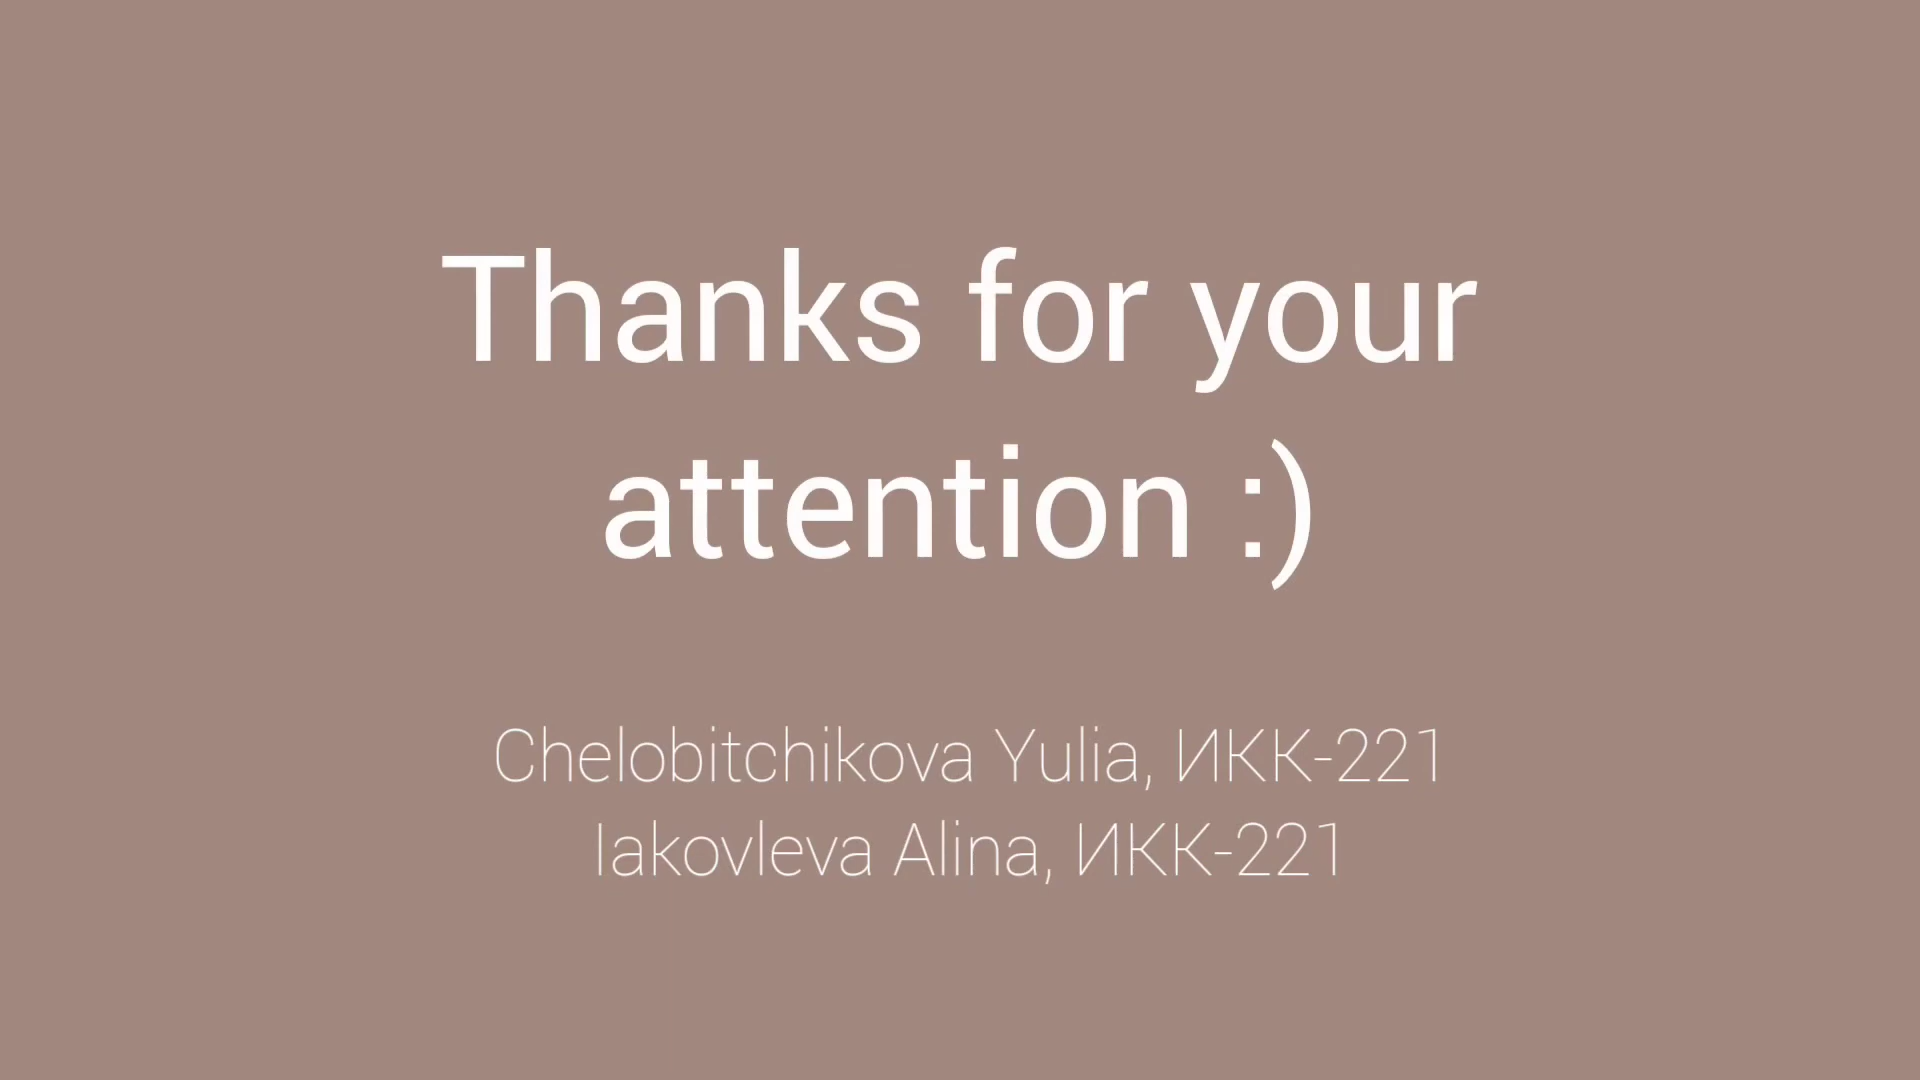 Thanks for your
attention :)
Chelobitchikova Yulia, ИКК-221
Iakovleva Alina, ИКК-221